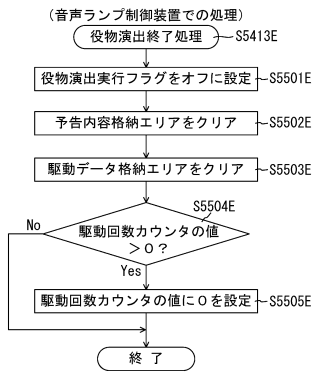 (音声ランプ制御装置での処理)
役物演出終了処理
S5413E
役物演出実行フラグをオフに設定
S5501E
予告内容格納エリアをクリア
S5502E
駆動データ格納エリアをクリア
S5503E
S5504E
駆動回数カウンタの値
>0?
No
Yes
駆動回数カウンタの値に0を設定
S5505E
終了